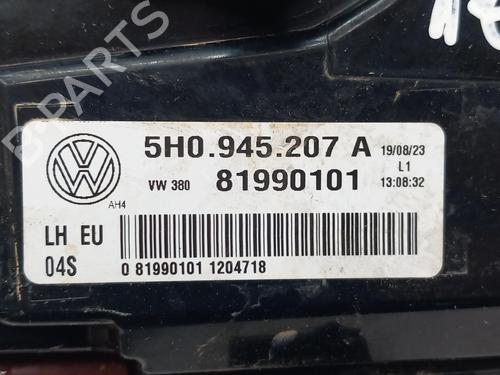 5H0.945.207 A
19/08/23
L1
13:08:32
VW 380
81990101
AH4
LH EU
04S
0 81990101 1204718
B-PARTS